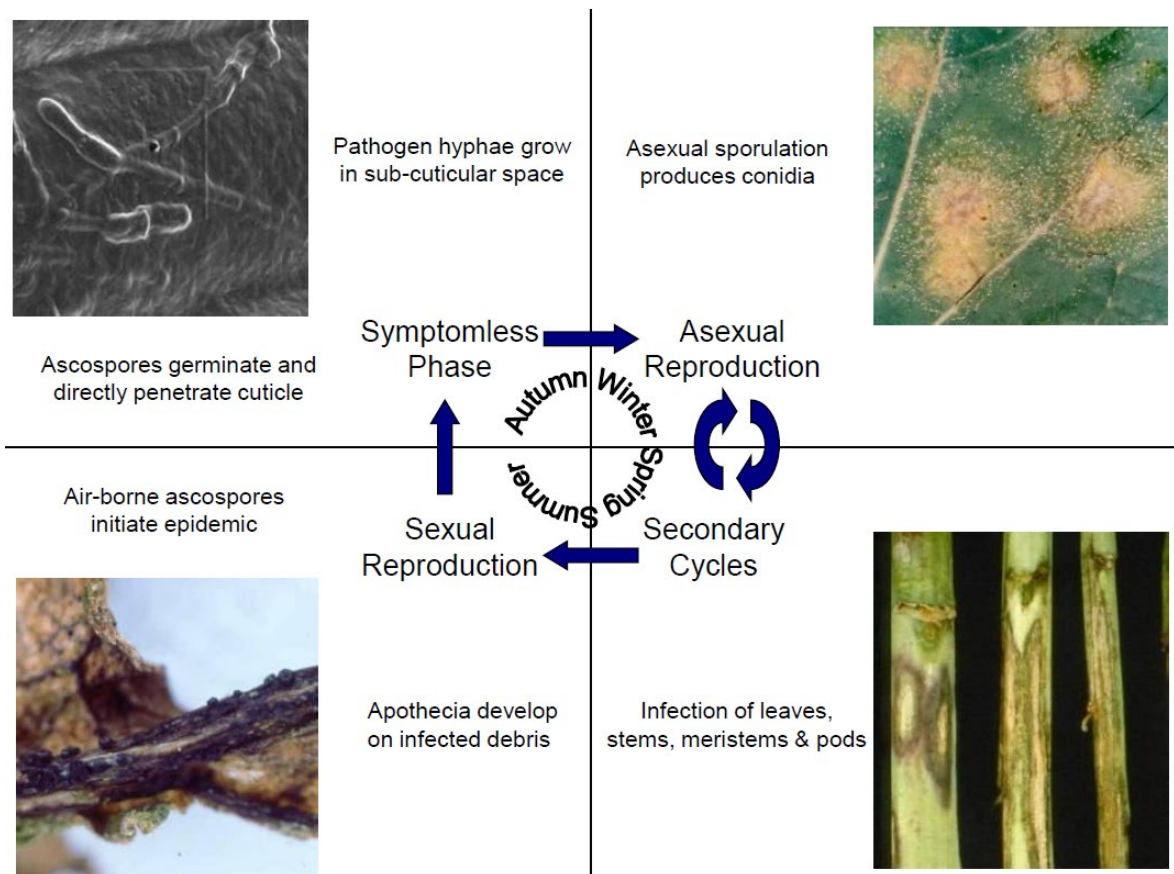 Pathogen hyphae grow
in sub-cuticular space
Asexual sporulation
produces conidia
Ascospores germinate and
directly penetrate cuticle
Symptomless
Phase
Asexual
Reproduction
Autumn Winter Spring Summer
Air-borne ascospores
initiate epidemic
Sexual
Reproduction
Secondary
Cycles
Apothecia develop
on infected debris
Infection of leaves,
stems, meristems & pods